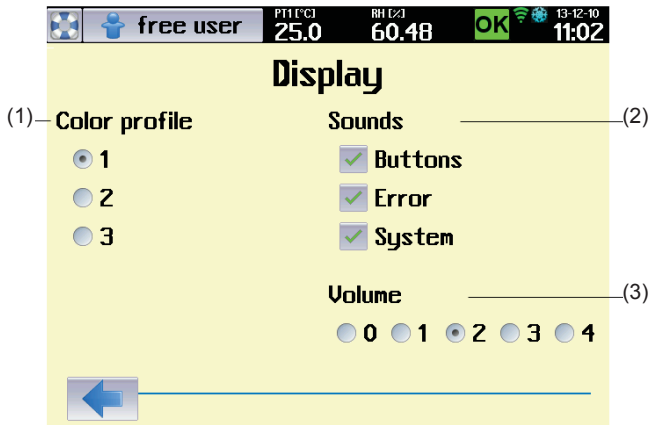 free user PT1 [°C] RH [%] 13-12-10
25.0 60.48 OK 11:02
Display
(1) Color profile Sounds (2)
1 Buttons
2 Error
3 System
Volume (3)
0 1 2 3 4